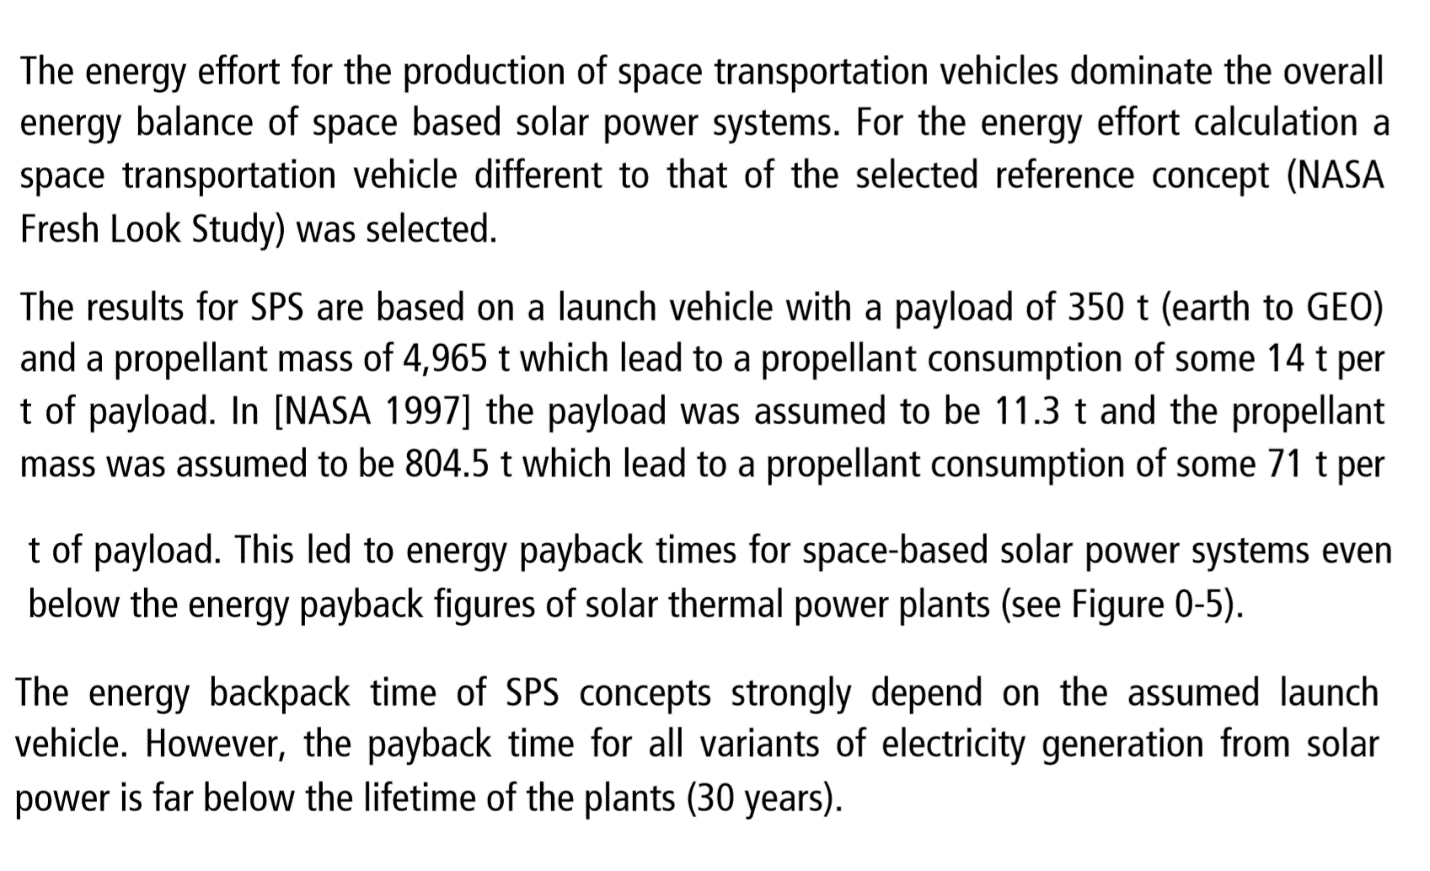 The energy effort for the production of space transportation vehicles dominate the overall
energy balance of space based solar power systems. For the energy effort calculation a
space transportation vehicle different to that of the selected reference concept (NASA
Fresh Look Study) was selected.
The results for SPS are based on a launch vehicle with a payload of 350 t (earth to GEO)
and a propellant mass of 4,965 t which lead to a propellant consumption of some 14 t per
t of payload. In [NASA 1997] the payload was assumed to be 11.3 t and the propellant
mass was assumed to be 804.5 t which lead to a propellant consumption of some 71 t per
t of payload. This led to energy payback times for space-based solar power systems even
below the energy payback figures of solar thermal power plants (see Figure 0-5).
The energy backpack time of SPS concepts strongly depend on the assumed launch
vehicle. However, the payback time for all variants of electricity generation from solar
power is far below the lifetime of the plants (30 years).